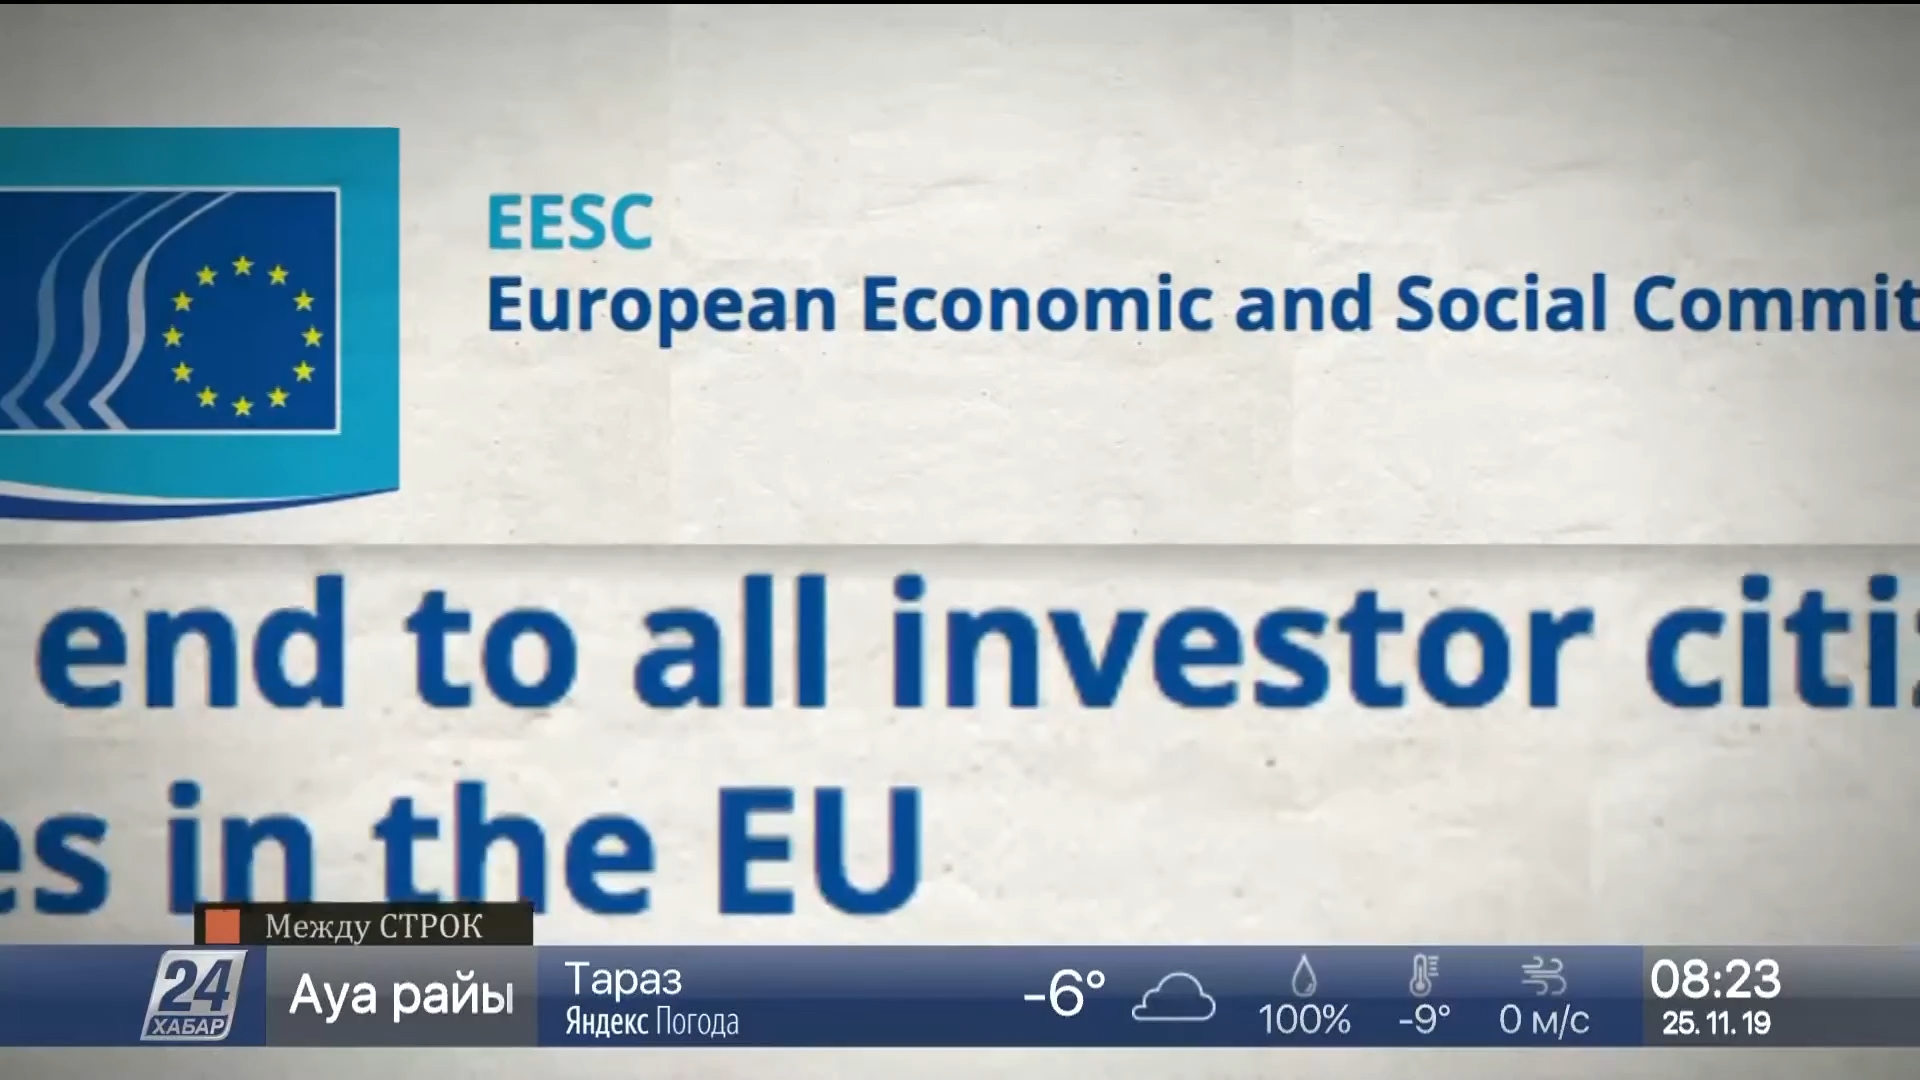 EESC
European Economic and Social Commit
end to all investor citi
es in the EU
Между СТРОК
24
ХАБАР
Ауа райы
Тараз
Яндекс Погода
-6°
100%
-9°
0 м/с
08:23
25.11.19